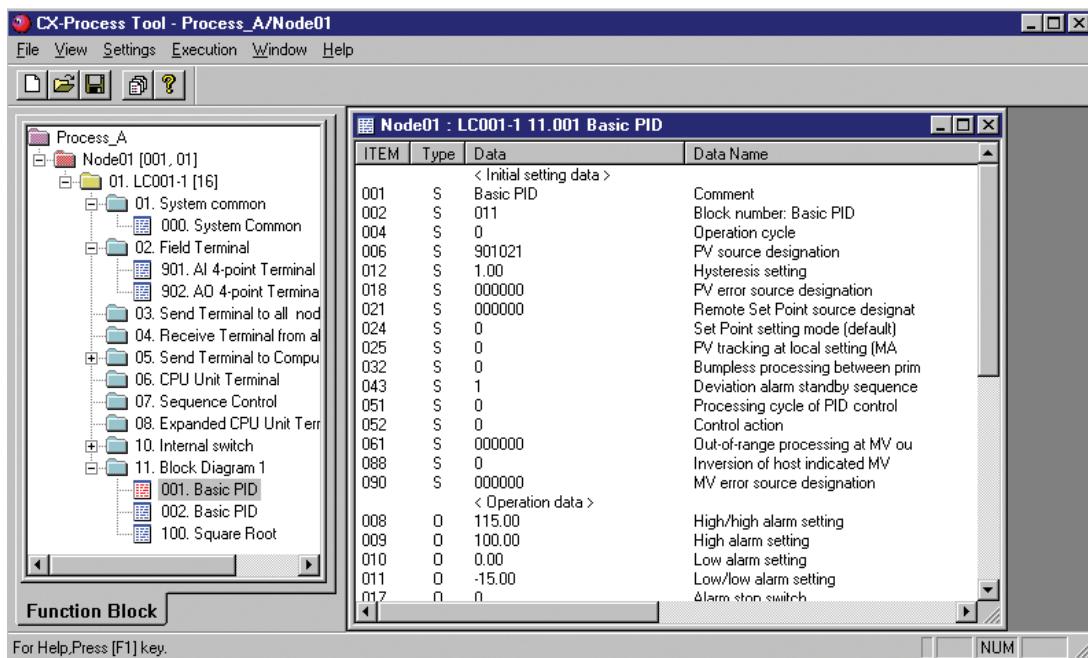 CX-Process Tool - Process_A/Node01
File View Settings Execution Window Help
Process_A
Node01 [001, 01]
01. LC001-1 [16]
01. System common
000. System Common
02. Field Terminal
901. AI 4-point Terminal
902. AO 4-point Termina
03. Send Terminal to all nod
04. Receive Terminal from al
05. Send Terminal to Compu
06. CPU Unit Terminal
07. Sequence Control
08. Expanded CPU Unit Terr
10. Internal switch
11. Block Diagram 1
001. Basic PID
002. Basic PID
100. Square Root
Function Block
Node01 : LC001-1 11.001 Basic PID
ITEM Type Data Data Name
< Initial setting data >
001 S Basic PID Comment
002 S 011 Block number: Basic PID
004 S 0 Operation cycle
006 S 901021 PV source designation
012 S 1.00 Hysteresis setting
018 S 000000 PV error source designation
021 S 000000 Remote Set Point source designat
024 S 0 Set Point setting mode (default)
025 S 0 PV tracking at local setting (MA
032 S 0 Bumpless processing between prim
043 S 1 Deviation alarm standby sequence
051 S 0 Processing cycle of PID control
052 S 0 Control action
061 S 000000 Out-of-range processing at MV ou
088 S 0 Inversion of host indicated MV
090 S 000000 MV error source designation
< Operation data >
008 O 115.00 High/high alarm setting
009 O 100.00 High alarm setting
010 O 0.00 Low alarm setting
011 O -15.00 Low/low alarm setting
017 O 0 Alarm stop switch
For Help,Press [F1] key.
NUM